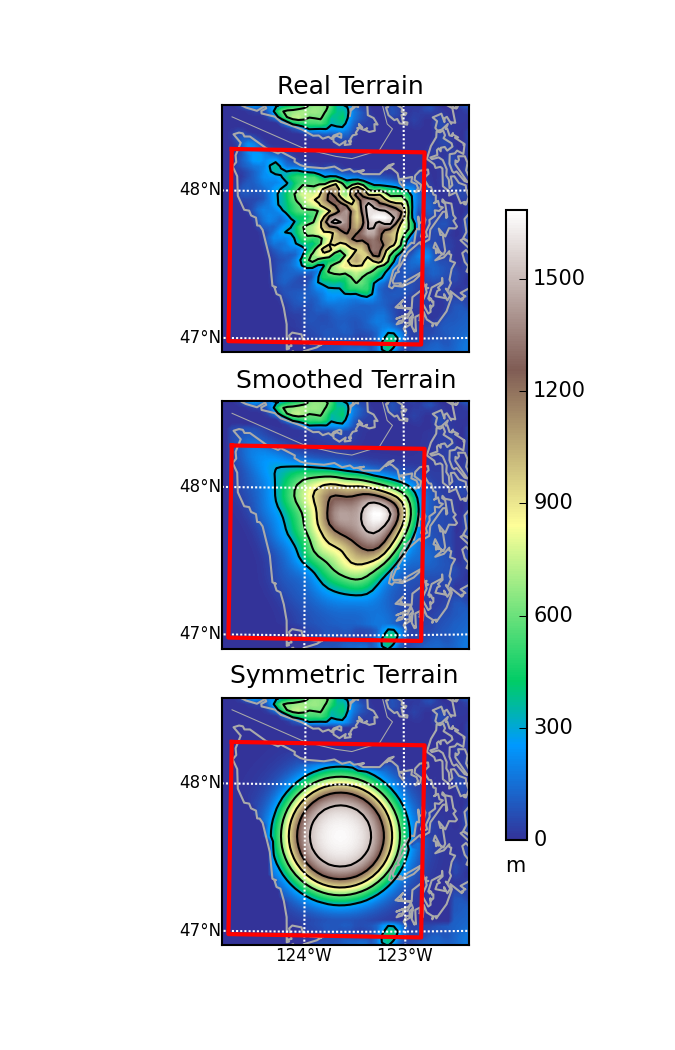 Real Terrain
48°N
47°N
Smoothed Terrain
48°N
47°N
Symmetric Terrain
48°N
47°N
124°W 123°W
1500
1200
900
600
300
0
m